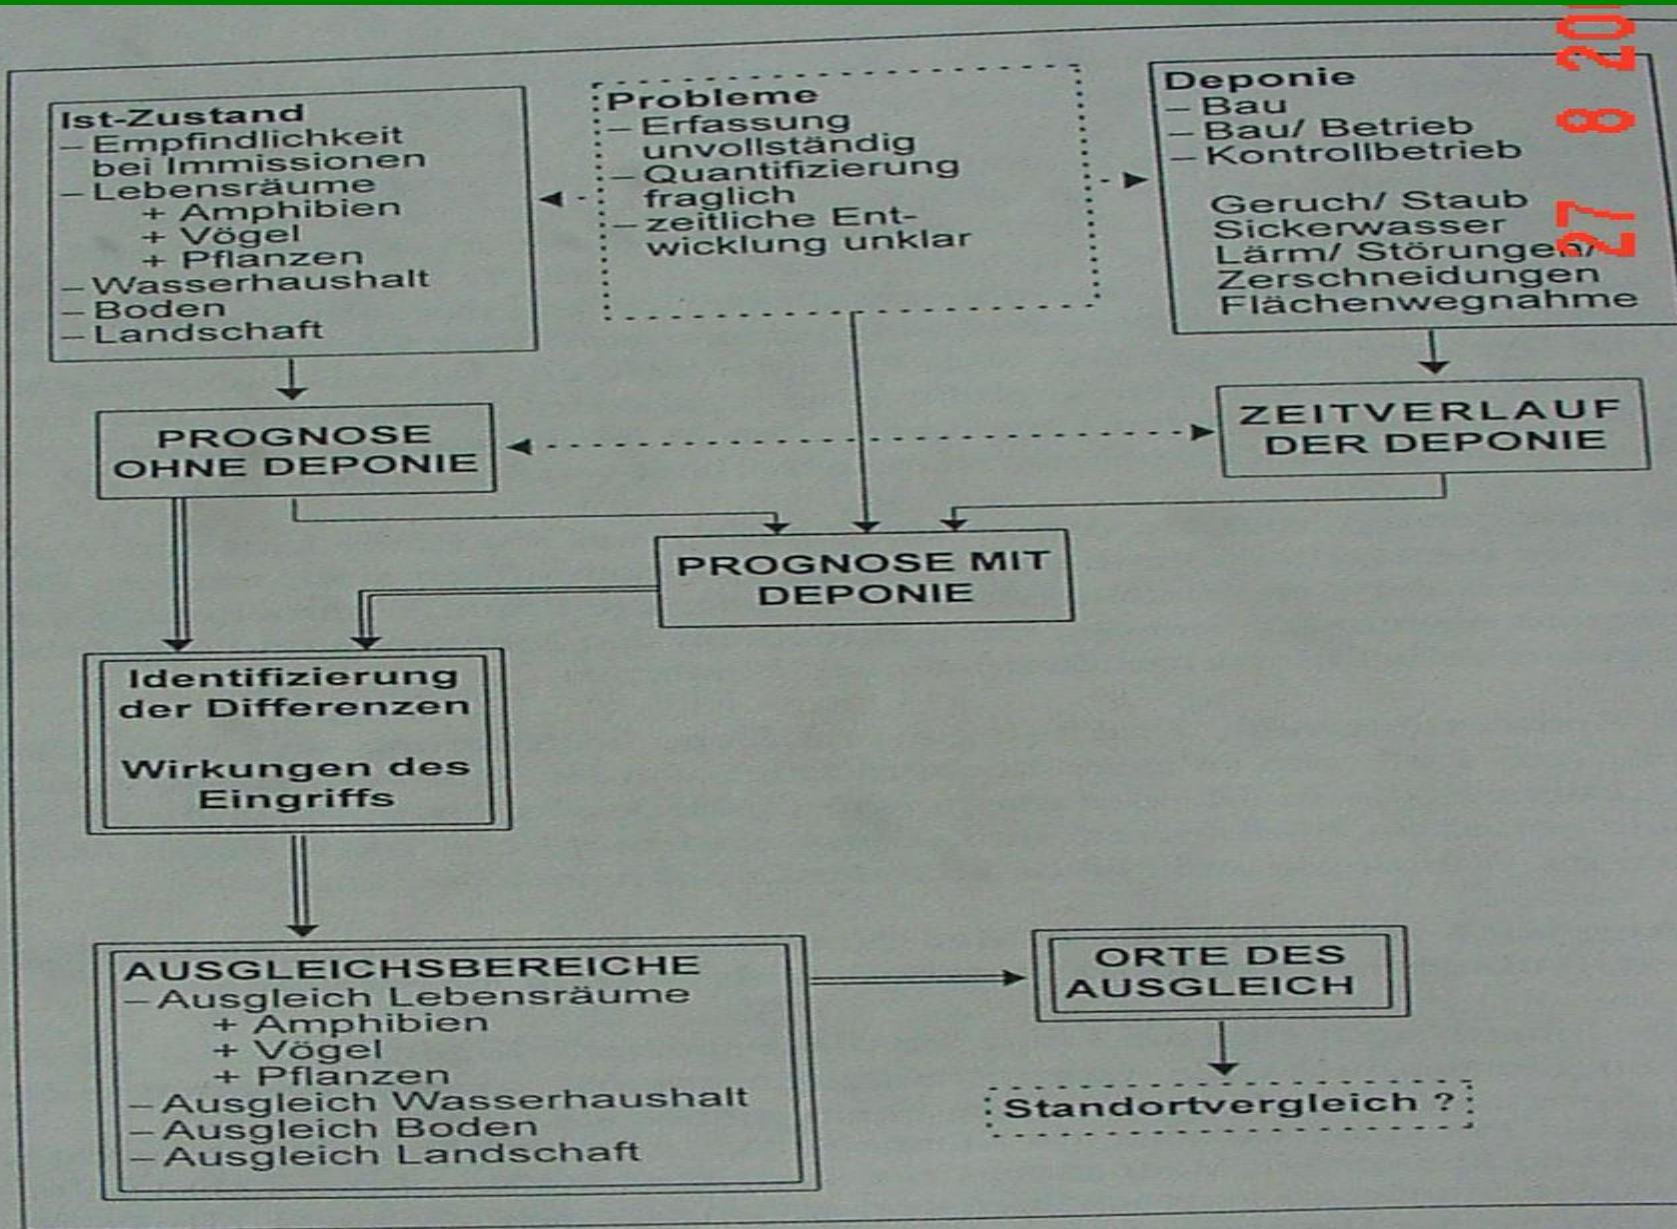 Ist-Zustand
– Empfindlichkeit
bei Immissionen
– Lebensräume
+ Amphibien
+ Vögel
+ Pflanzen
– Wasserhaushalt
– Boden
– Landschaft
Probleme
– Erfassung
unvollständig
– Quantifizierung
fraglich
– zeitliche Ent-
wicklung unklar
Deponie
– Bau
– Bau/ Betrieb
– Kontrollbetrieb
Geruch/ Staub
Sickerwasser
Lärm/ Störungen/
Zerschneidungen
Flächenwegnahme
PROGNOSE
OHNE DEPONIE
ZEITVERLAUF
DER DEPONIE
PROGNOSE MIT
DEPONIE
Identifizierung
der Differenzen
Wirkungen des
Eingriffs
AUSGLEICHSBEREICHE
– Ausgleich Lebensräume
+ Amphibien
+ Vögel
+ Pflanzen
– Ausgleich Wasserhaushalt
– Ausgleich Boden
– Ausgleich Landschaft
ORTE DES
AUSGLEICH
Standortvergleich ?
27 8